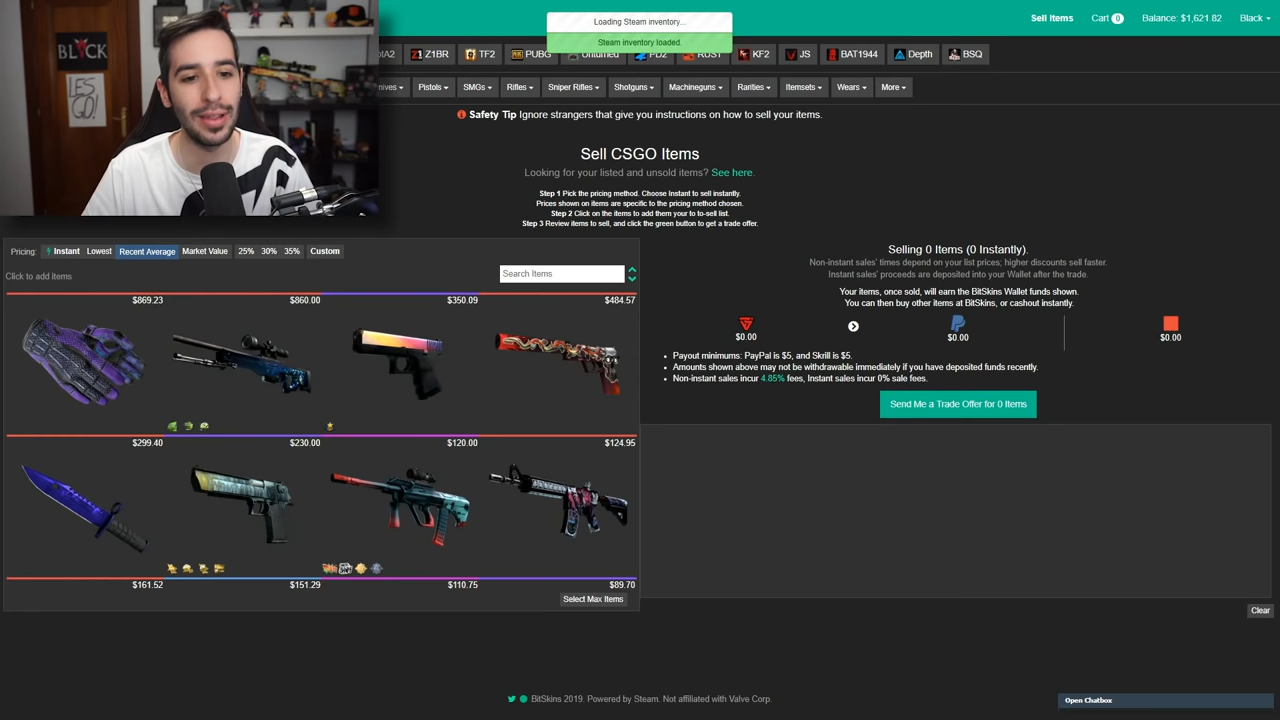 BLACK
LES
GO!
Loading Steam inventory...
Steam inventory loaded.
Sell Items
Cart 0
Balance: $1,621.82
Black
Z1BR
TF2
PUBG
Unturned
PD2
RUST
KF2
JS
BAT1944
Depth
BSQ
Pistols
SMGs
Rifles
Sniper Rifles
Shotguns
Machineguns
Rarities
Itemsets
Wears
More
Safety Tip Ignore strangers that give you instructions on how to sell your items.
Sell CSGO Items
Looking for your listed and unsold items? See here.
Step 1 Pick the pricing method. Choose Instant to sell instantly.
Prices shown on items are specific to the pricing method chosen.
Step 2 Click on the items to add them your to to-sell list.
Step 3 Review items to sell, and click the green button to get a trade offer.
Pricing: Instant Lowest Recent Average Market Value 25% 30% 35% Custom
Click to add items
Search Items
$869.23 $860.00 $350.09 $484.57
$299.40 $230.00 $120.00 $124.95
$161.52 $151.29 $110.75 $89.70
Select Max Items
Selling 0 Items (0 Instantly).
Non-instant sales' times depend on your list prices; higher discounts sell faster.
Instant sales' proceeds are deposited into your Wallet after the trade.
Your items, once sold, will earn the BitSkins Wallet funds shown.
You can then buy other items at BitSkins, or cashout instantly.
$0.00 $0.00 $0.00
Payout minimums: PayPal is $5, and Skrill is $5.
Amounts shown above may not be withdrawable immediately if you have deposited funds recently.
Non-instant sales incur 4.85% fees, Instant sales incur 0% sale fees.
Send Me a Trade Offer for 0 Items
Clear
BitSkins 2019. Powered by Steam. Not affiliated with Valve Corp.
Open Chatbox